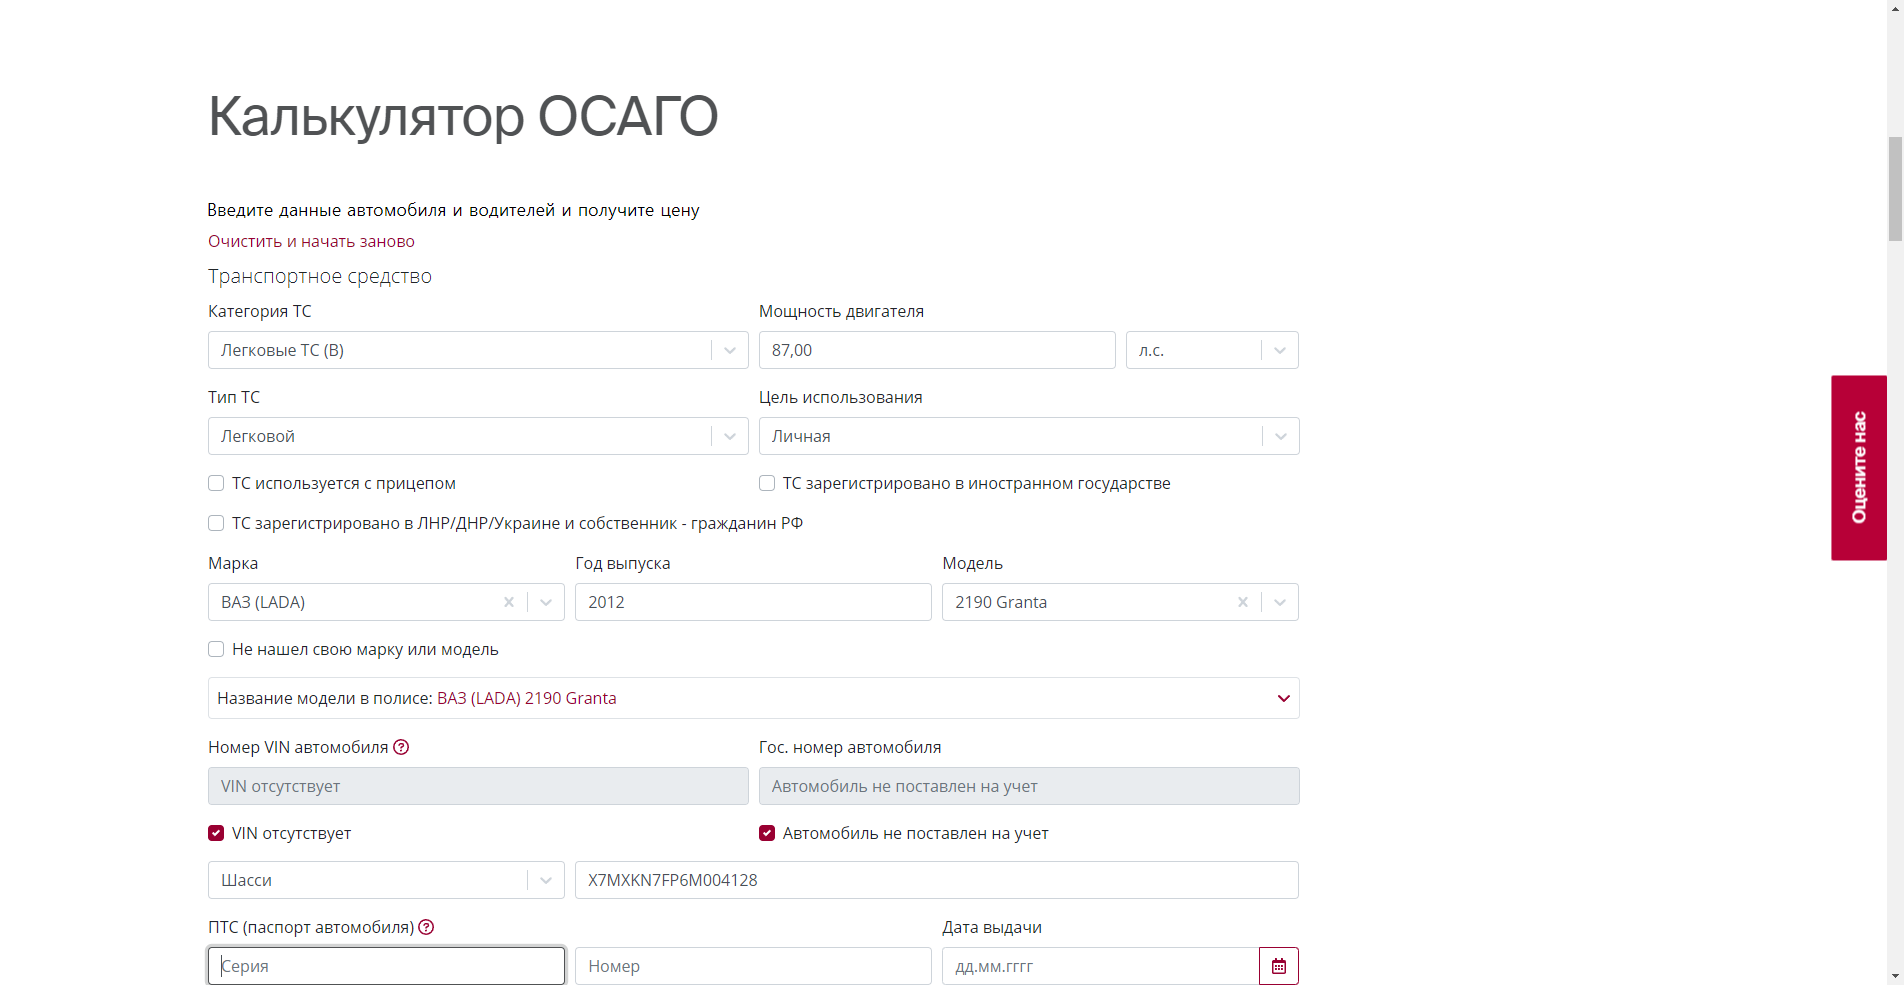 Калькулятор ОСАГО
Введите данные автомобиля и водителей и получите цену
Очистить и начать заново
Транспортное средство
Категория ТС Мощность двигателя
Легковые ТС (B) 87,00 л.с.
Тип ТС Цель использования
Легковой Личная
ТС используется с прицепом ТС зарегистрировано в иностранном государстве
ТС зарегистрировано в ЛНР/ДНР/Украине и собственник - гражданин РФ
Марка Год выпуска Модель
ВАЗ (LADA) 2012 2190 Granta
Не нашел свою марку или модель
Название модели в полисе: ВАЗ (LADA) 2190 Granta
Номер VIN автомобиля Гос. номер автомобиля
VIN отсутствует Автомобиль не поставлен на учет
VIN отсутствует Автомобиль не поставлен на учет
Шасси X7MXKN7FP6M004128
ПТС (паспорт автомобиля) Дата выдачи
Серия Номер дд.мм.гггг
Оцените нас